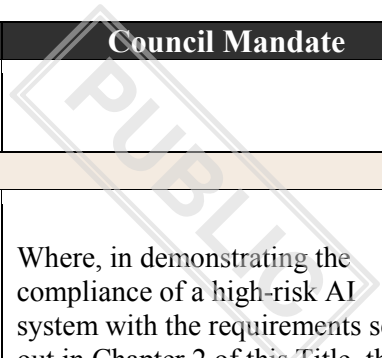 Council Mandate
PUBLIC
Where, in demonstrating the
compliance of a high-risk AI
system with the requirements
out in Chapter 2 of this Title,